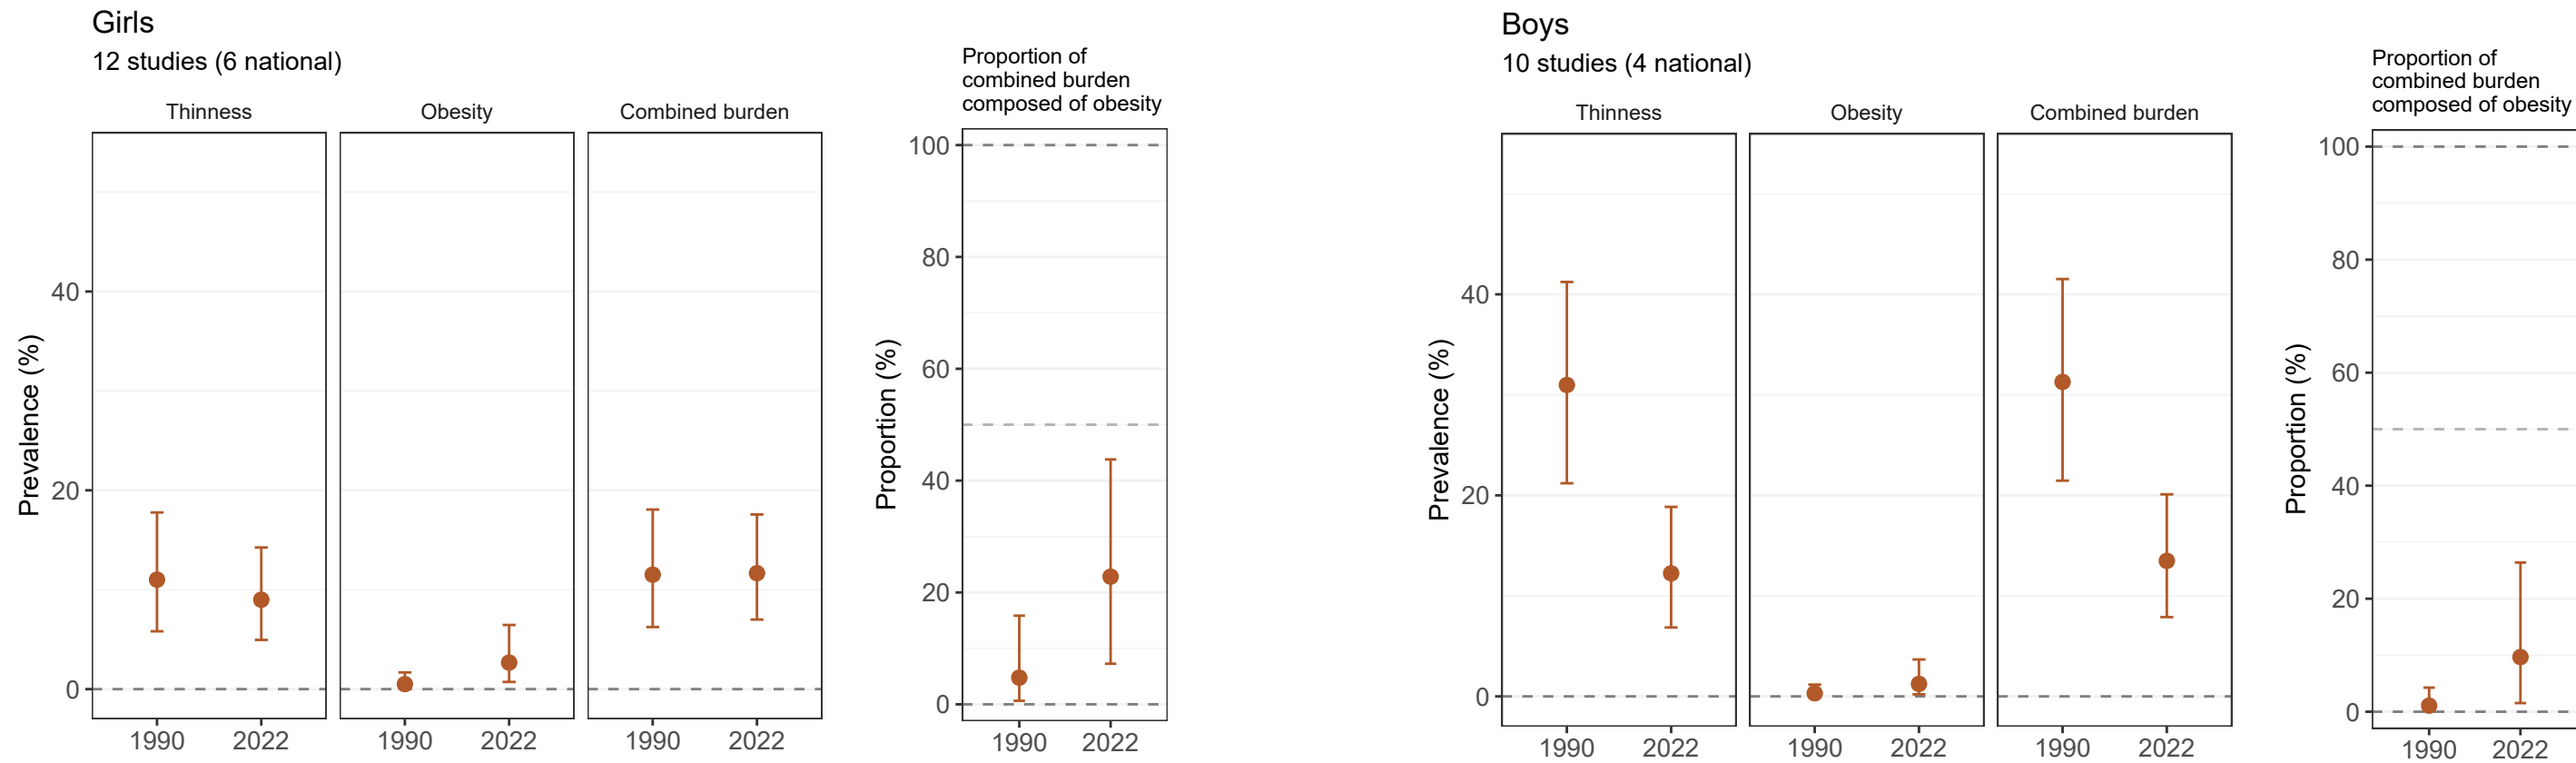 Girls
12 studies (6 national)
Thinness
Obesity
Combined burden
Prevalence (%)
40
20
0
1990 2022
1990 2022
1990 2022
Proportion of
combined burden
composed of obesity
Proportion (%)
100
80
60
40
20
0
1990 2022
Boys
10 studies (4 national)
Thinness
Obesity
Combined burden
Prevalence (%)
40
20
0
1990 2022
1990 2022
1990 2022
Proportion of
combined burden
composed of obesity
Proportion (%)
100
80
60
40
20
0
1990 2022